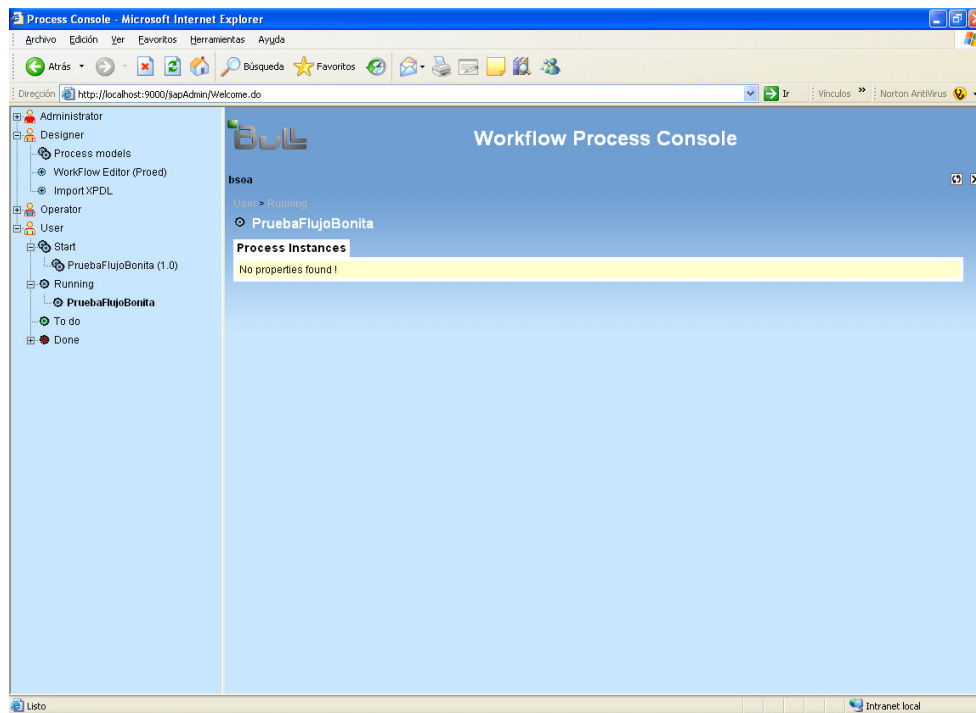 Process Console - Microsoft Internet Explorer
Archivo Edición Ver Favoritos Herramientas Ayuda
Atrás Búsqueda Favoritos
Dirección http://localhost:9000/jiapAdmin/Welcome.do Ir Vínculos » Norton AntiVirus
Administrator
Designer
Process models
WorkFlow Editor (Proed)
Import XPDL
Operator
User
Start
PruebaFlujoBonita (1.0)
Running
PruebaFlujoBonita
To do
Done
Bull
Workflow Process Console
bsoa
User > Running
PruebaFlujoBonita
Process Instances
No properties found !
Listo
Intranet local